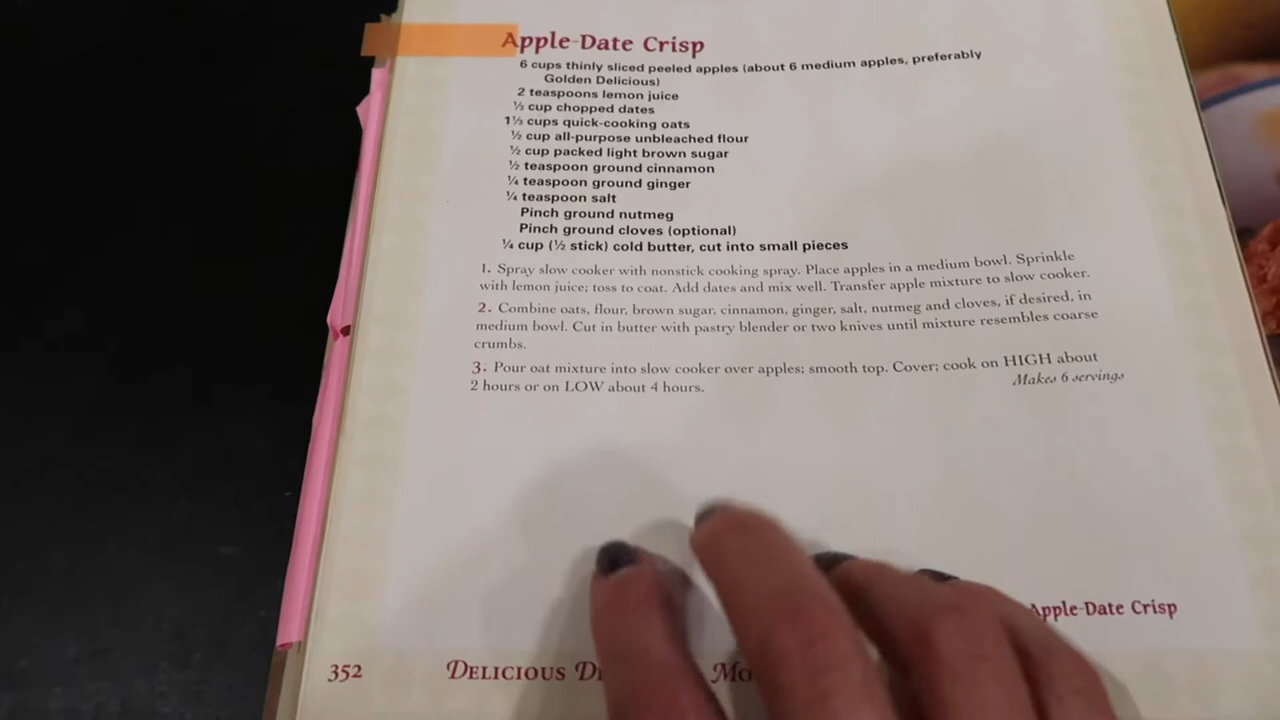 Apple-Date Crisp
6 cups thinly sliced peeled apples (about 6 medium apples, preferably
Golden Delicious)
2 teaspoons lemon juice
⅓ cup chopped dates
1⅓ cups quick-cooking oats
½ cup all-purpose unbleached flour
½ cup packed light brown sugar
½ teaspoon ground cinnamon
¼ teaspoon ground ginger
¼ teaspoon salt
Pinch ground nutmeg
Pinch ground cloves (optional)
¼ cup (½ stick) cold butter, cut into small pieces
1. Spray slow cooker with nonstick cooking spray. Place apples in a medium bowl. Sprinkle
with lemon juice; toss to coat. Add dates and mix well. Transfer apple mixture to slow cooker.
2. Combine oats, flour, brown sugar, cinnamon, ginger, salt, nutmeg and cloves, if desired, in
medium bowl. Cut in butter with pastry blender or two knives until mixture resembles coarse
crumbs.
3. Pour oat mixture into slow cooker over apples; smooth top. Cover; cook on HIGH about
2 hours or on LOW about 4 hours.
Makes 6 servings
Apple-Date Crisp
352 DELICIOUS